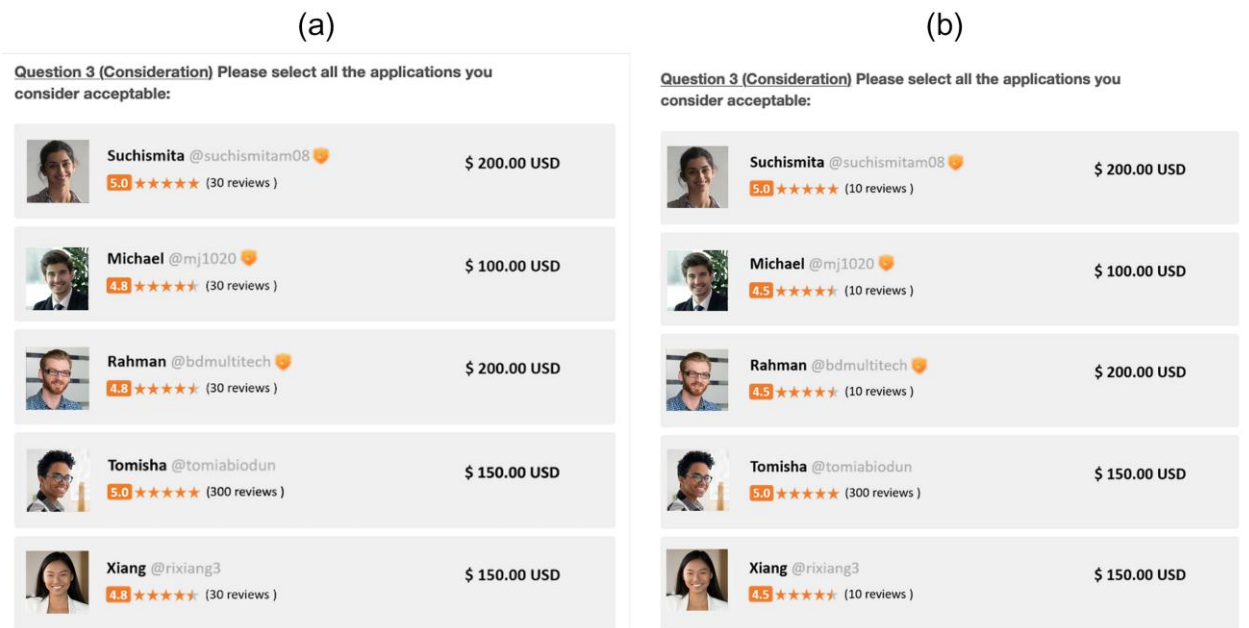 (a)
Question 3 (Consideration) Please select all the applications you
consider acceptable:
Suchismita @suchismitam08
$ 200.00 USD
5.0 ★★★★★ (30 reviews )
Michael @mj1020
$ 100.00 USD
4.8 (30 reviews )
Rahman @bdmultitech
$ 200.00 USD
4.8 (30 reviews )
Tomisha @tomiabiodun
$ 150.00 USD
5.0 ★★★★★ (300 reviews )
Xiang @rixiang3
$ 150.00 USD
4.8 (30 reviews )
(b)
Question 3 (Consideration) Please select all the applications you
consider acceptable:
Suchismita @suchismitam08
$ 200.00 USD
5.0 ★★★★★ (10 reviews )
Michael @mj1020
$ 100.00 USD
4.5 (10 reviews )
Rahman @bdmultitech
$ 200.00 USD
4.5 (10 reviews )
Tomisha @tomiabiodun
$ 150.00 USD
5.0 ★★★★★ (300 reviews )
Xiang @rixiang3
$ 150.00 USD
4.5 (10 reviews )